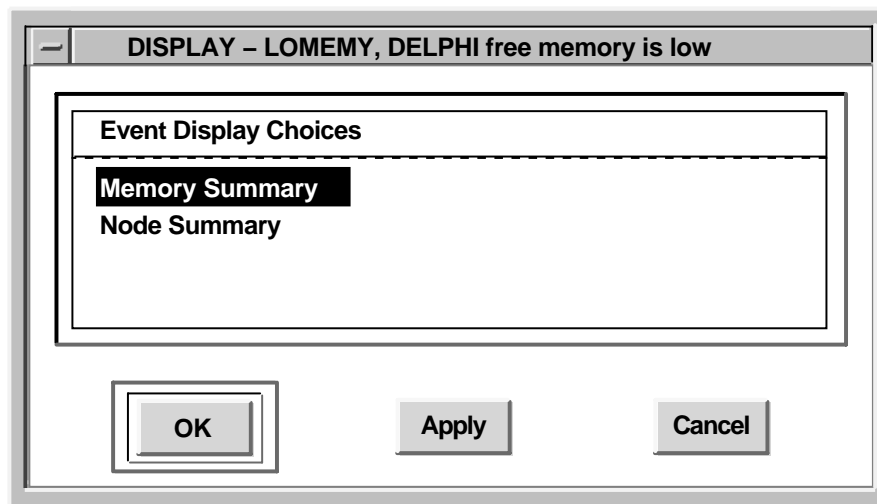 DISPLAY – LOMEMY, DELPHI free memory is low
Event Display Choices
Memory Summary
Node Summary
OK
Apply
Cancel